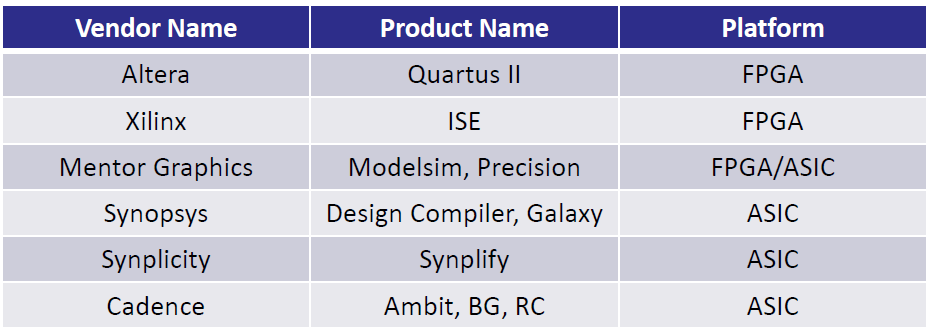 Vendor Name Product Name Platform
Altera Quartus II FPGA
Xilinx ISE FPGA
Mentor Graphics Modelsim, Precision FPGA/ASIC
Synopsys Design Compiler, Galaxy ASIC
Synplicity Synplify ASIC
Cadence Ambit, BG, RC ASIC